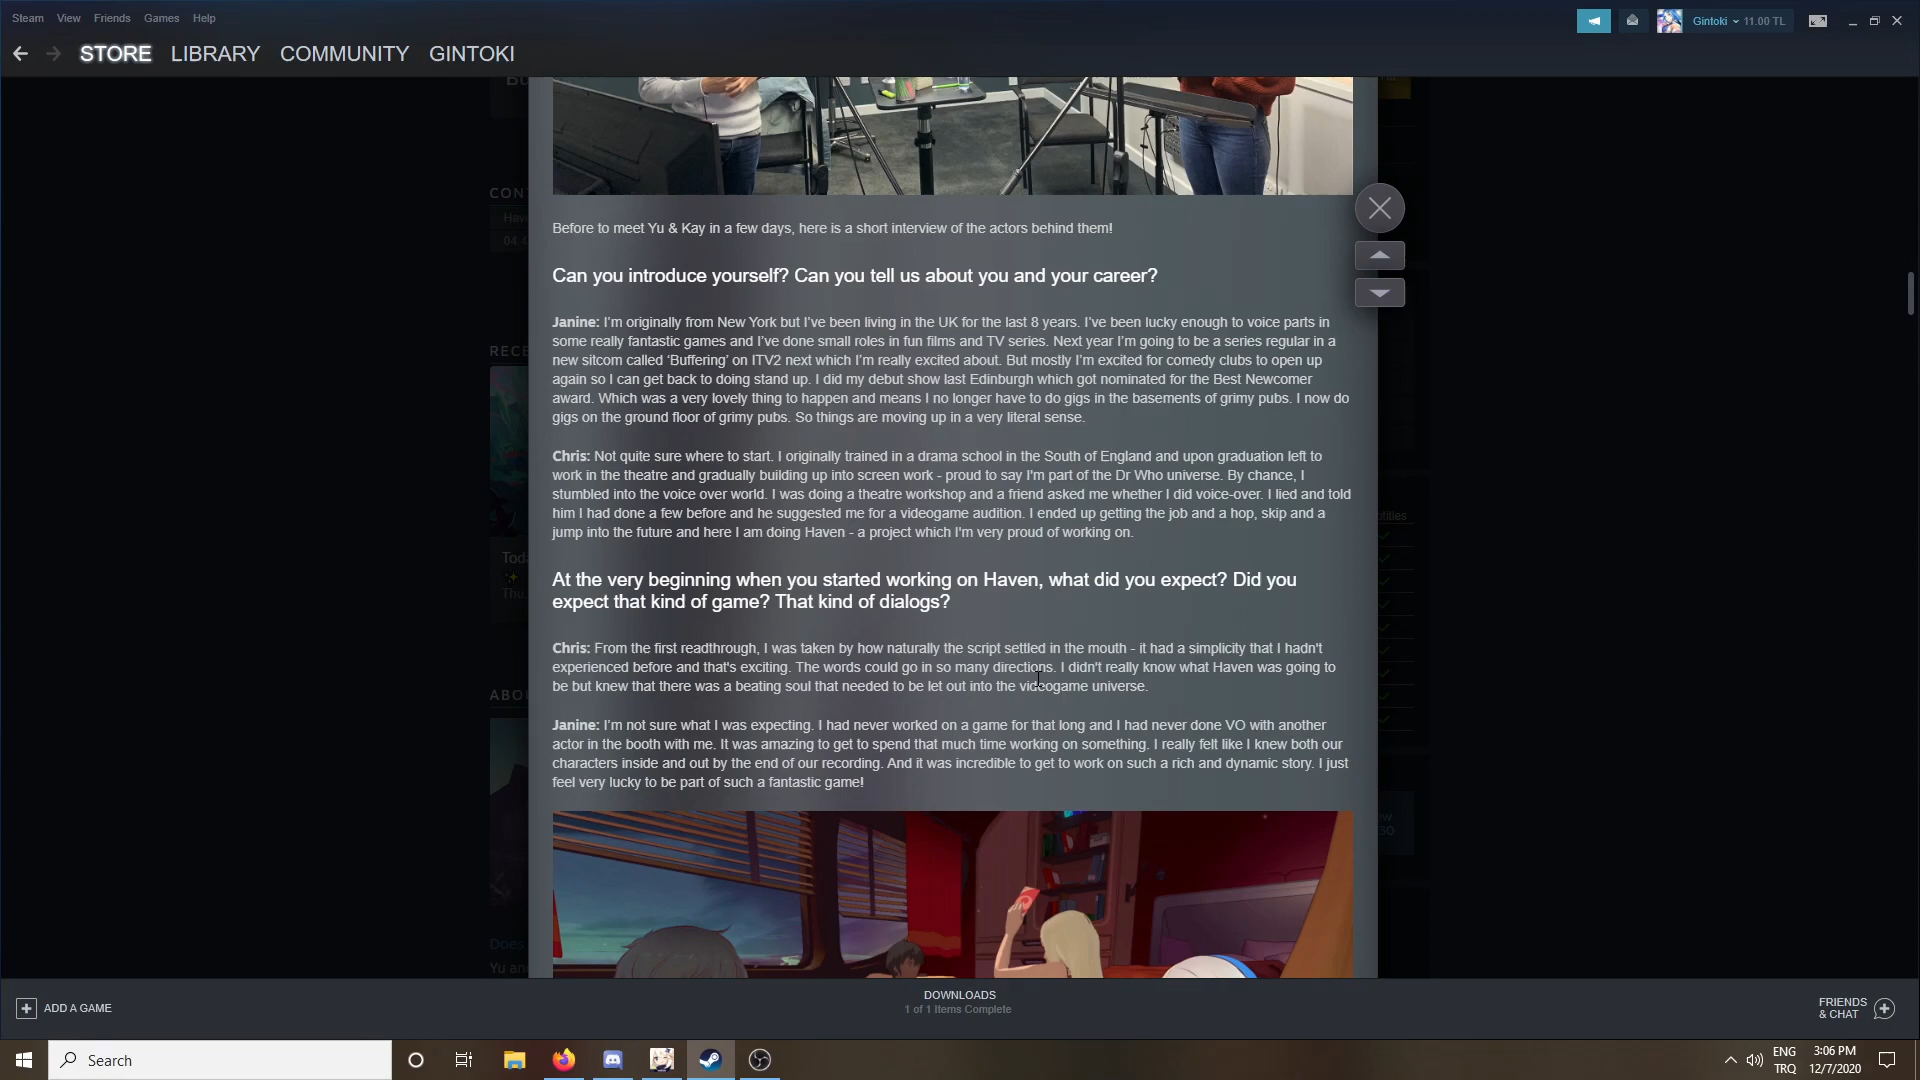 Steam View Friends Games Help
Gintoki 11.00 TL
STORE LIBRARY COMMUNITY GINTOKI
CON
RECE
ABO
Before to meet Yu & Kay in a few days, here is a short interview of the actors behind them!
Can you introduce yourself? Can you tell us about you and your career?
Janine: I'm originally from New York but I've been living in the UK for the last 8 years. I've been lucky enough to voice parts in
some really fantastic games and I've done small roles in fun films and TV series. Next year I'm going to be a series regular in a
new sitcom called ‘Buffering’ on ITV2 next which I'm really excited about. But mostly I'm excited for comedy clubs to open up
again so I can get back to doing stand up. I did my debut show last Edinburgh which got nominated for the Best Newcomer
award. Which was a very lovely thing to happen and means I no longer have to do gigs in the basements of grimy pubs. I now do
gigs on the ground floor of grimy pubs. So things are moving up in a very literal sense.
Chris: Not quite sure where to start. I originally trained in a drama school in the South of England and upon graduation left to
work in the theatre and gradually building up into screen work - proud to say I'm part of the Dr Who universe. By chance, I
stumbled into the voice over world. I was doing a theatre workshop and a friend asked me whether I did voice-over. I lied and told
him I had done a few before and he suggested me for a videogame audition. I ended up getting the job and a hop, skip and a
jump into the future and here I am doing Haven - a project which I'm very proud of working on.
At the very beginning when you started working on Haven, what did you expect? Did you
expect that kind of game? That kind of dialogs?
Chris: From the first readthrough, I was taken by how naturally the script settled in the mouth - it had a simplicity that I hadn't
experienced before and that's exciting. The words could go in so many directions. I didn't really know what Haven was going to
be but knew that there was a beating soul that needed to be let out into the videogame universe.
Janine: I'm not sure what I was expecting. I had never worked on a game for that long and I had never done VO with another
actor in the booth with me. It was amazing to get to spend that much time working on something. I really felt like I knew both our
characters inside and out by the end of our recording. And it was incredible to get to work on such a rich and dynamic story. I just
feel very lucky to be part of such a fantastic game!
Does
Yu an
ADD A GAME
DOWNLOADS
1 of 1 Items Complete
FRIENDS
& CHAT
Search
ENG
TRQ
3:06 PM
12/7/2020